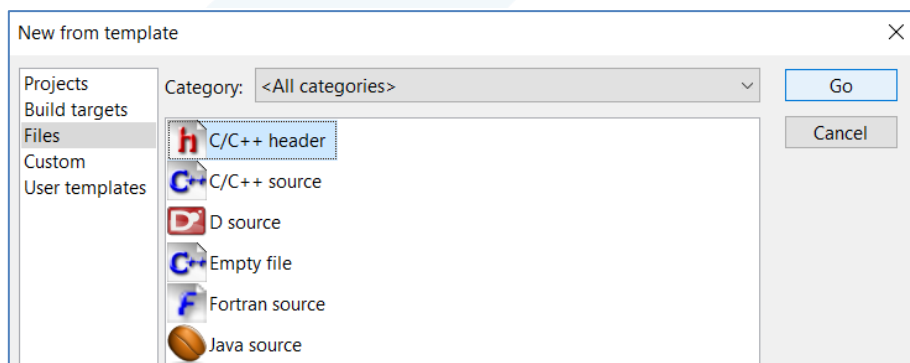 New from template
Projects
Build targets
Files
Custom
User templates
Category: <All categories>
Go
Cancel
C/C++ header
C/C++ source
D source
Empty file
Fortran source
Java source